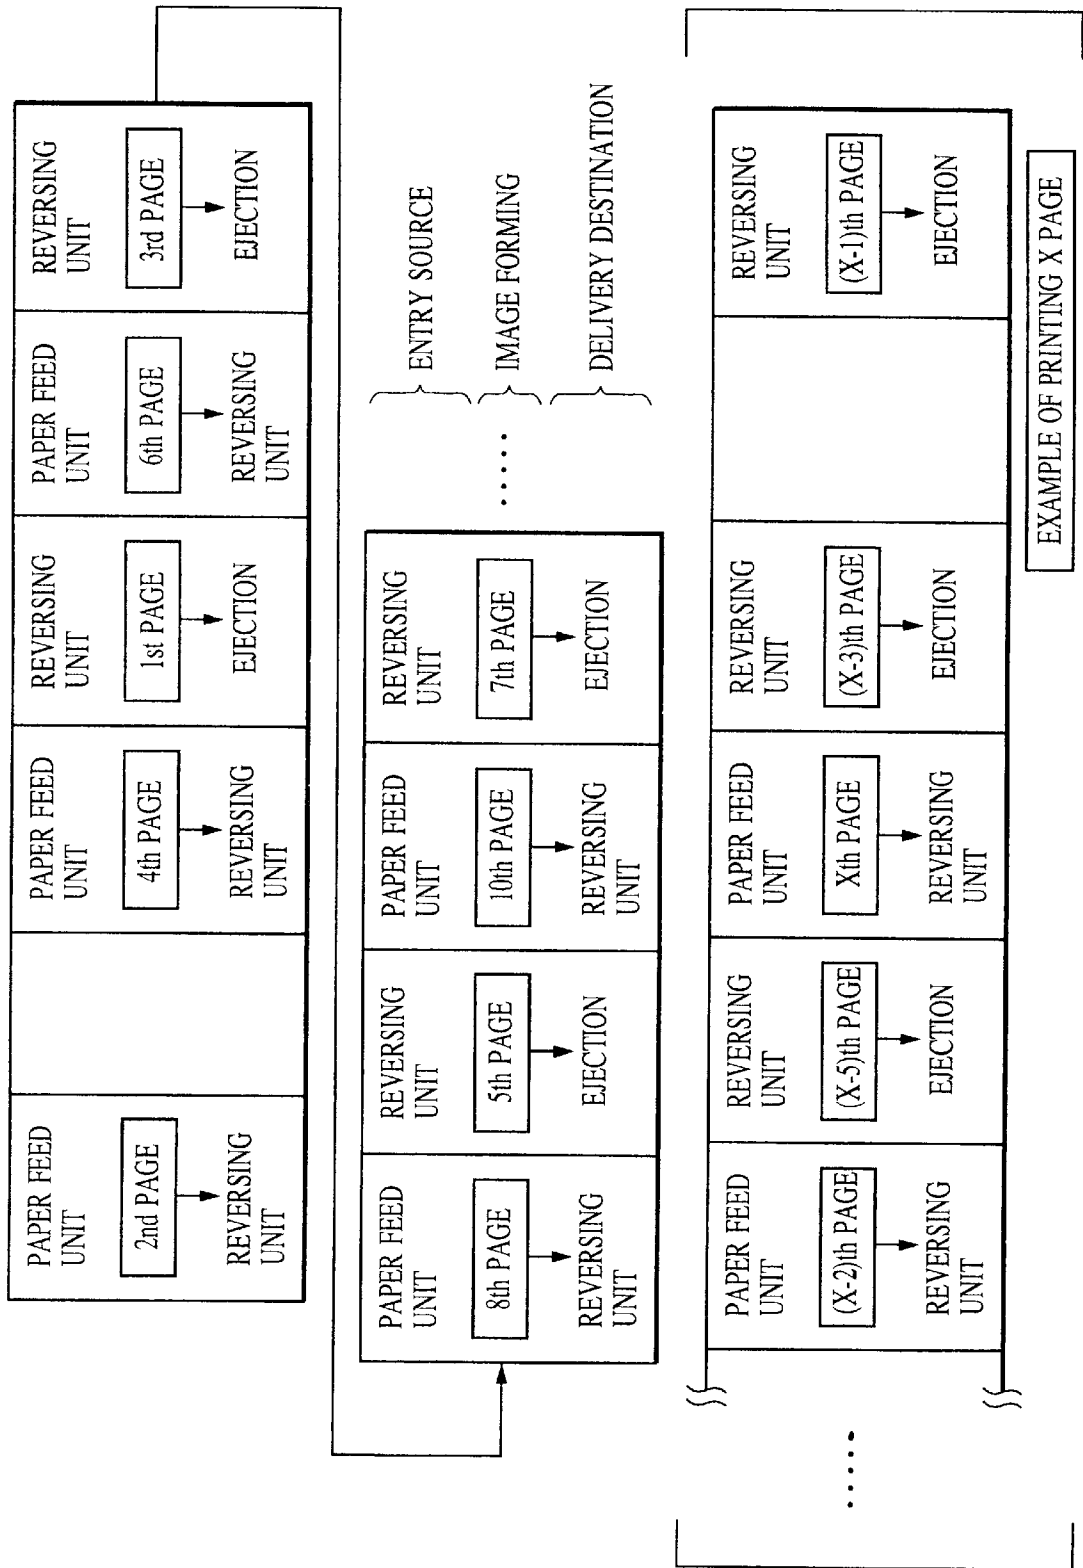 PAPER FEED
UNIT
2nd PAGE
REVERSING
UNIT
PAPER FEED
UNIT
4th PAGE
REVERSING
UNIT
REVERSING
UNIT
1st PAGE
EJECTION
PAPER FEED
UNIT
6th PAGE
REVERSING
UNIT
REVERSING
UNIT
3rd PAGE
EJECTION
PAPER FEED
UNIT
8th PAGE
REVERSING
UNIT
REVERSING
UNIT
5th PAGE
EJECTION
PAPER FEED
UNIT
10th PAGE
REVERSING
UNIT
REVERSING
UNIT
7th PAGE
EJECTION
.....
ENTRY SOURCE
IMAGE FORMING
DELIVERY DESTINATION
.....
PAPER FEED
UNIT
(X-2)th PAGE
REVERSING
UNIT
REVERSING
UNIT
(X-5)th PAGE
EJECTION
PAPER FEED
UNIT
Xth PAGE
REVERSING
UNIT
REVERSING
UNIT
(X-3)th PAGE
EJECTION
REVERSING
UNIT
(X-1)th PAGE
EJECTION
EXAMPLE OF PRINTING X PAGE